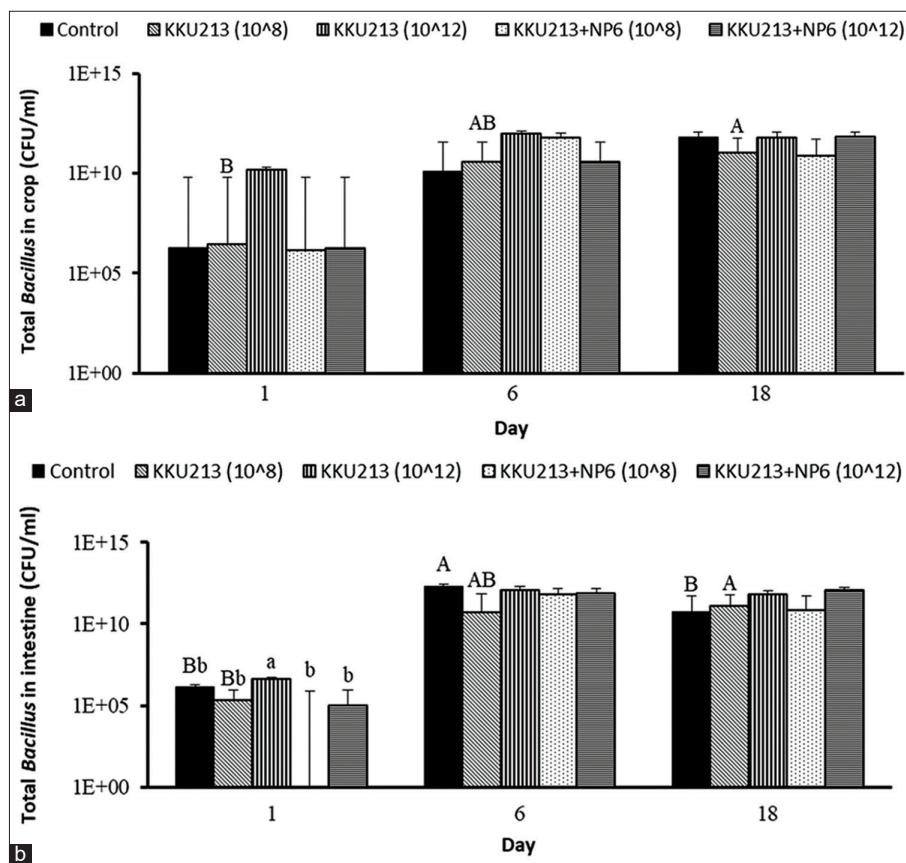 Control KKU213 (10^8) KKU213 (10^12) KKU213+NP6 (10^8) KKU213+NP6 (10^12)
Total Bacillus in crop (CFU/ml)
1E+15
1E+10
1E+05
1E+00
B
AB
A
1 6 18
Day
a
Control KKU213 (10^8) KKU213 (10^12) KKU213+NP6 (10^8) KKU213+NP6 (10^12)
Total Bacillus in intestine (CFU/ml)
1E+15
1E+10
1E+05
1E+00
Bb Bb a b b
A AB
B A
1 6 18
Day
b